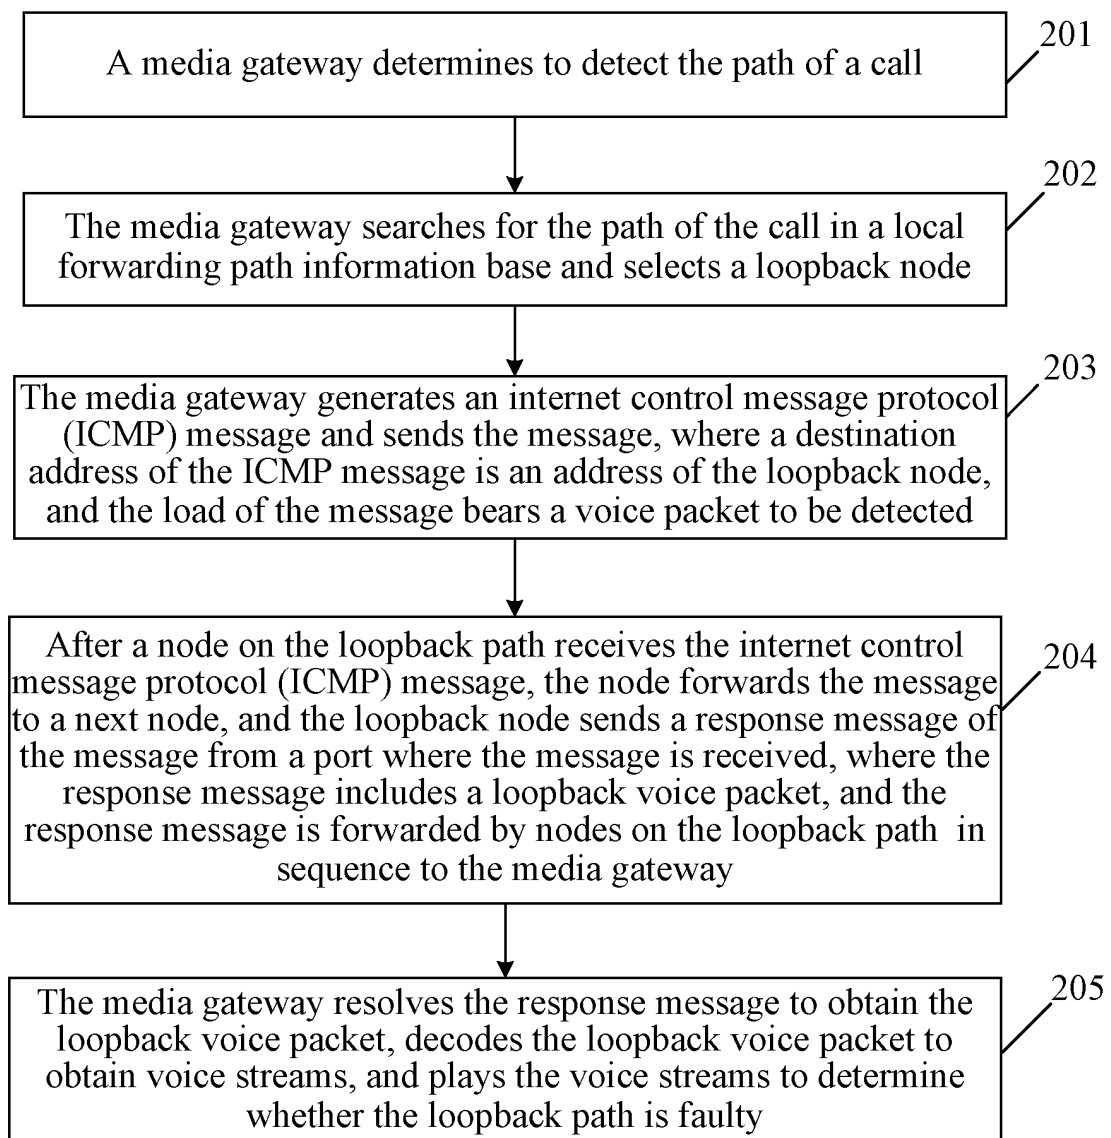 201
A media gateway determines to detect the path of a call
202
The media gateway searches for the path of the call in a local
forwarding path information base and selects a loopback node
203
The media gateway generates an internet control message protocol
(ICMP) message and sends the message, where a destination
address of the ICMP message is an address of the loopback node,
and the load of the message bears a voice packet to be detected
204
After a node on the loopback path receives the internet control
message protocol (ICMP) message, the node forwards the message
to a next node, and the loopback node sends a response message of
the message from a port where the message is received, where the
response message includes a loopback voice packet, and the
response message is forwarded by nodes on the loopback path in
sequence to the media gateway
205
The media gateway resolves the response message to obtain the
loopback voice packet, decodes the loopback voice packet to
obtain voice streams, and plays the voice streams to determine
whether the loopback path is faulty